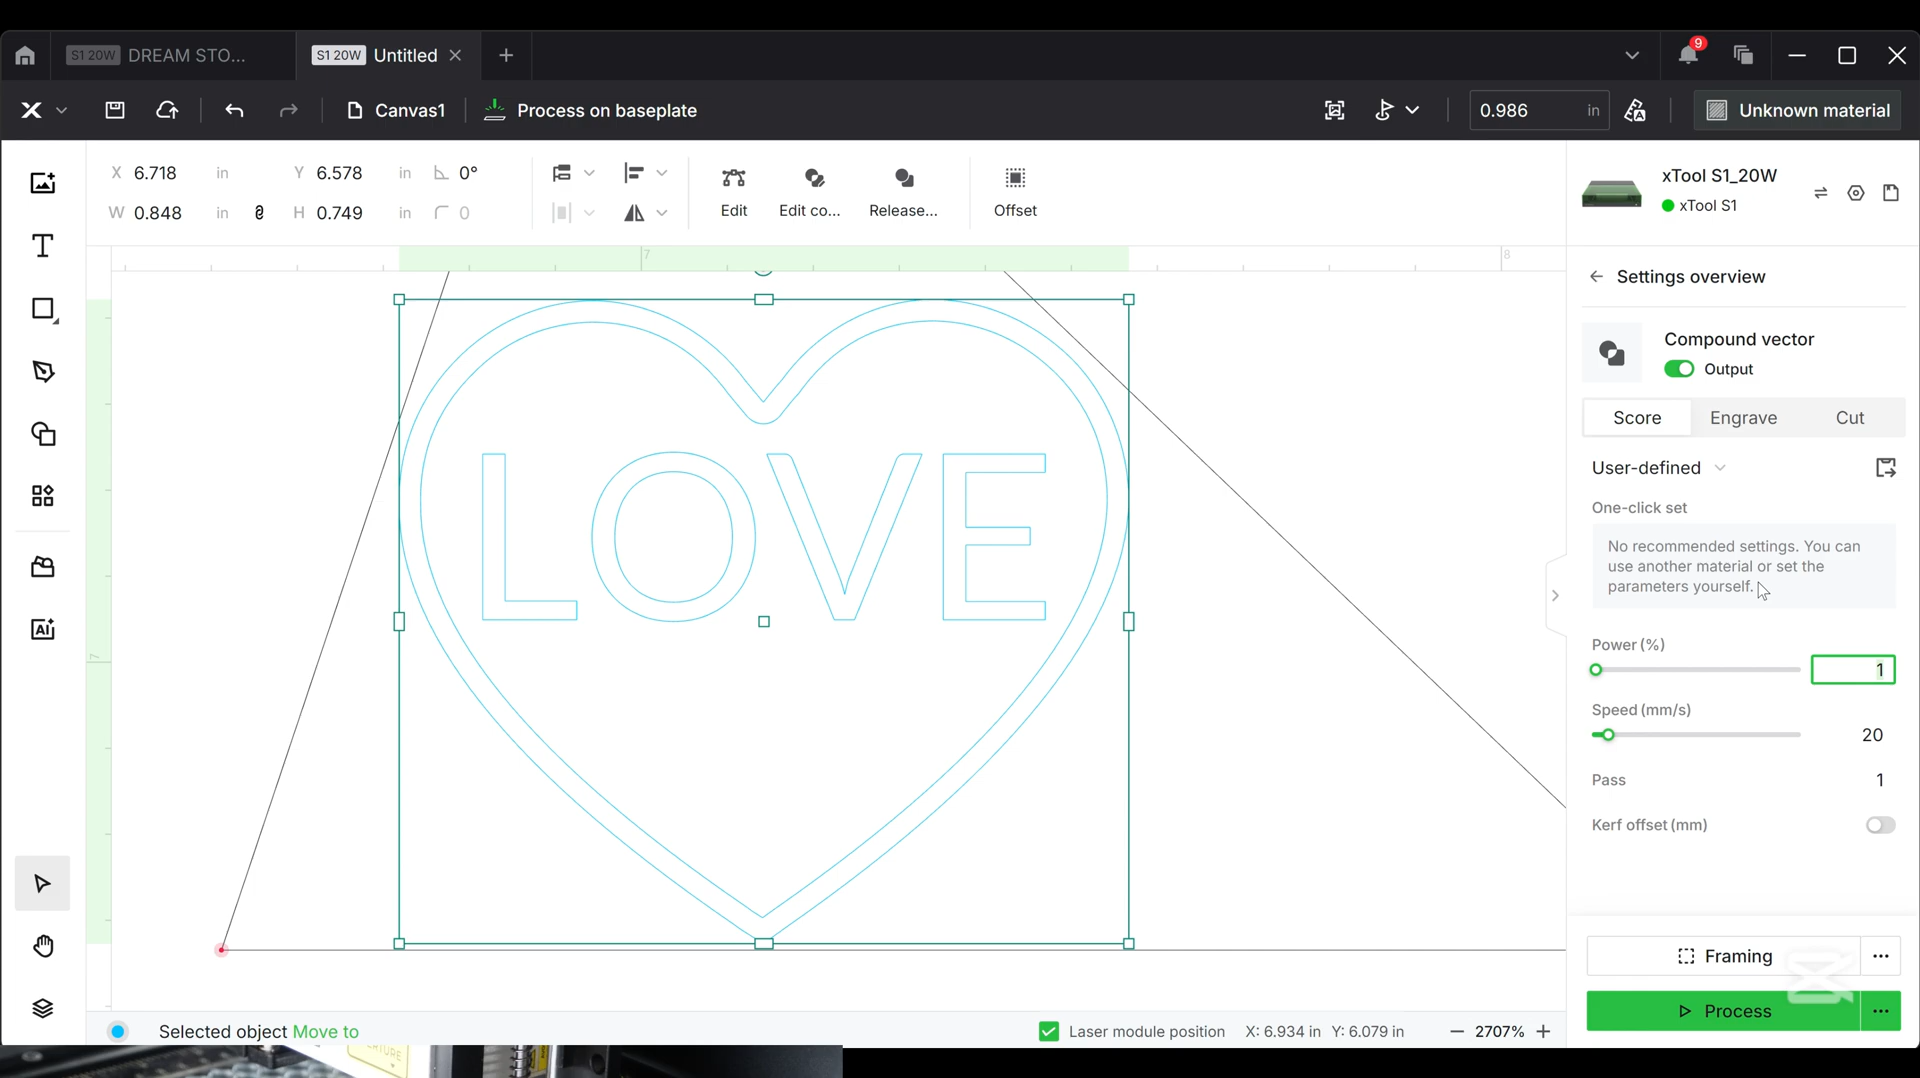 S1 20W DREAM STO...
S1 20W Untitled
9
Canvas1
Process on baseplate
0.986 in
Unknown material
X 6.718 in Y 6.578 in 0°
W 0.848 in H 0.749 in 0
Edit
Edit co...
Release...
Offset
xTool S1_20W
xTool S1
7
8
7
Settings overview
Compound vector
Output
Score Engrave Cut
User-defined
One-click set
No recommended settings. You can
use another material or set the
parameters yourself.
Power (%)
1
Speed (mm/s)
20
Pass 1
Kerf offset (mm)
LOVE
AI
Framing
Process
Selected object Move to
Laser module position X: 6.934 in Y: 6.079 in
2707%